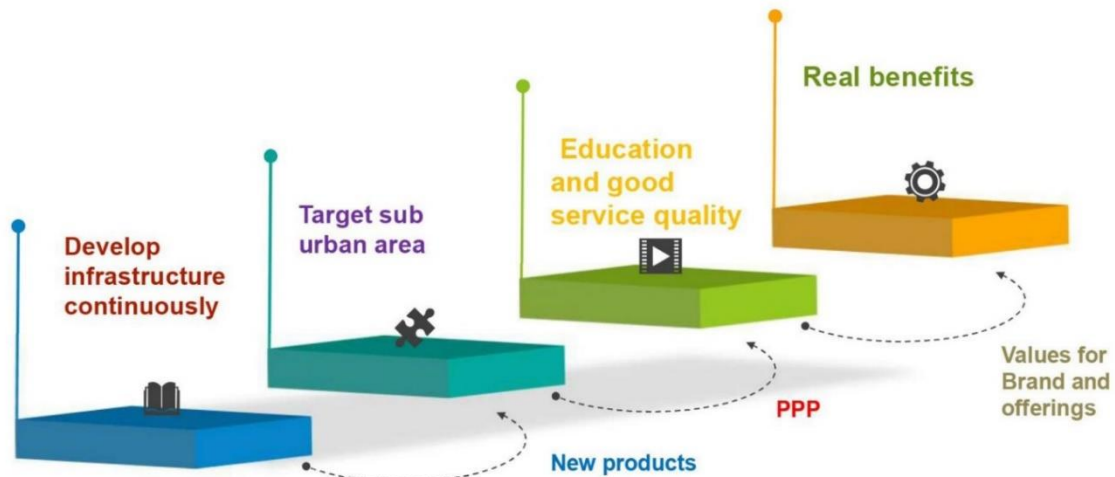 Develop
infrastructure
continuously
Target sub
urban area
Education
and good
service quality
Real benefits
New products
PPP
Values for
Brand and
offerings